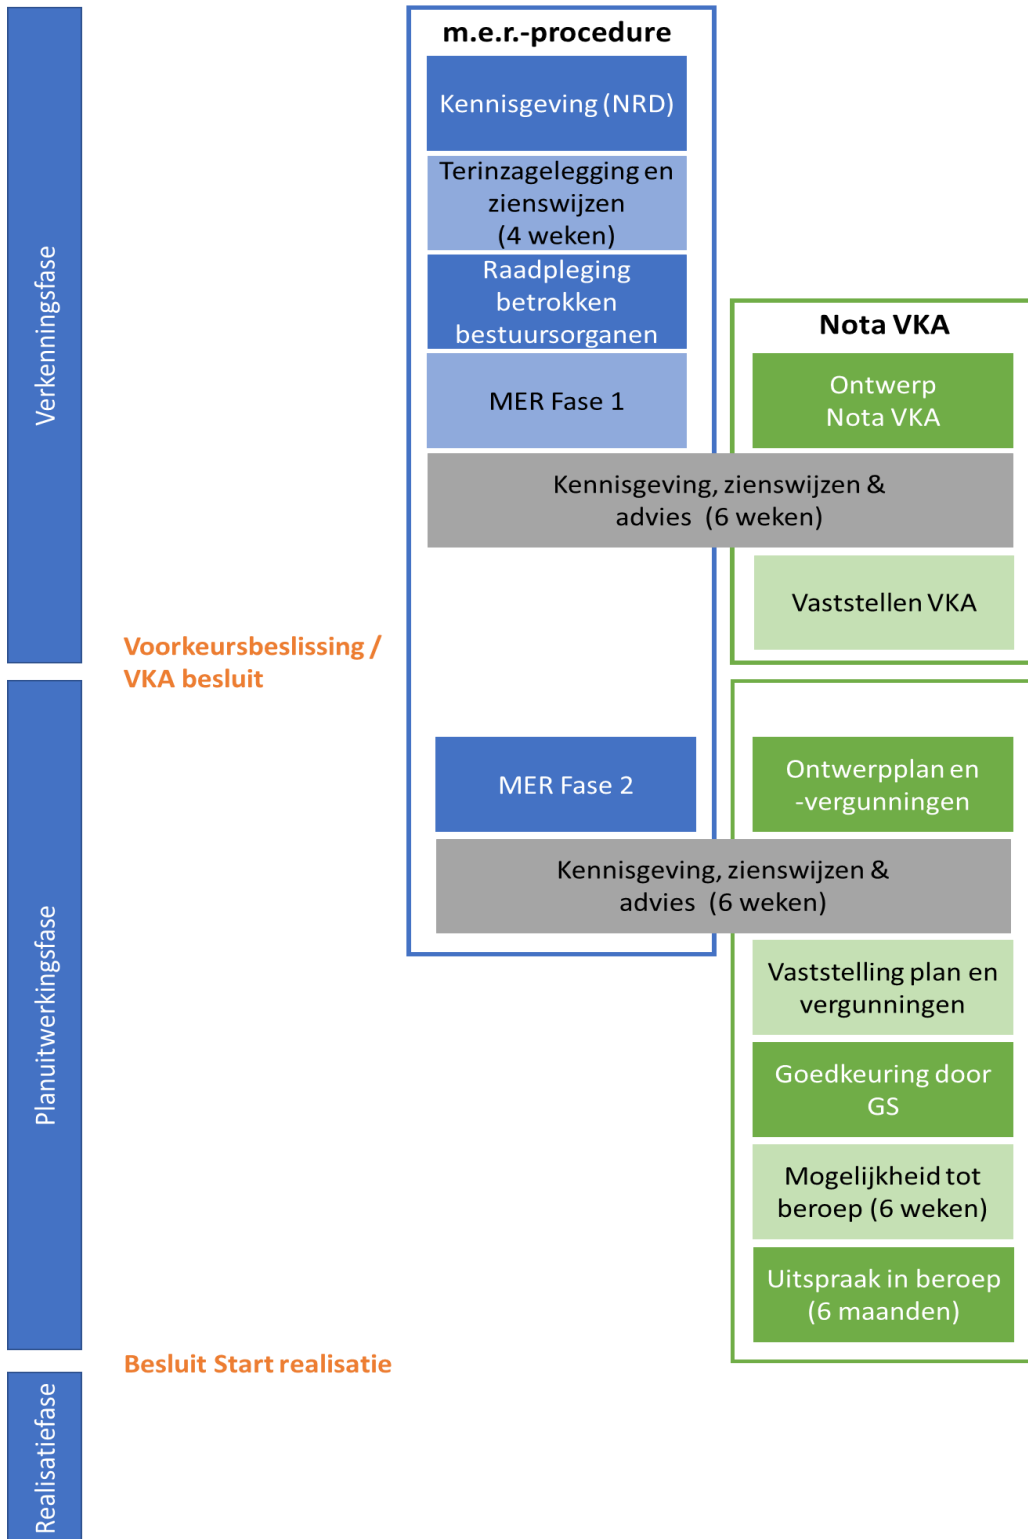 Verkenningsfase
m.e.r.-procedure
Kennisgeving (NRD)
Terinzagelegging en
zienswijzen
(4 weken)
Raadpleging
betrokken
bestuursorganen
MER Fase 1
Nota VKA
Ontwerp
Nota VKA
Kennisgeving, zienswijzen &
advies (6 weken)
Vaststellen VKA
Voorkeursbeslissing /
VKA besluit
Planuitwerkingsfase
MER Fase 2
Ontwerpplan en
-vergunningen
Kennisgeving, zienswijzen &
advies (6 weken)
Vaststelling plan en
vergunningen
Goedkeuring door
GS
Mogelijkheid tot
beroep (6 weken)
Uitspraak in beroep
(6 maanden)
Besluit Start realisatie
Realisatiefase